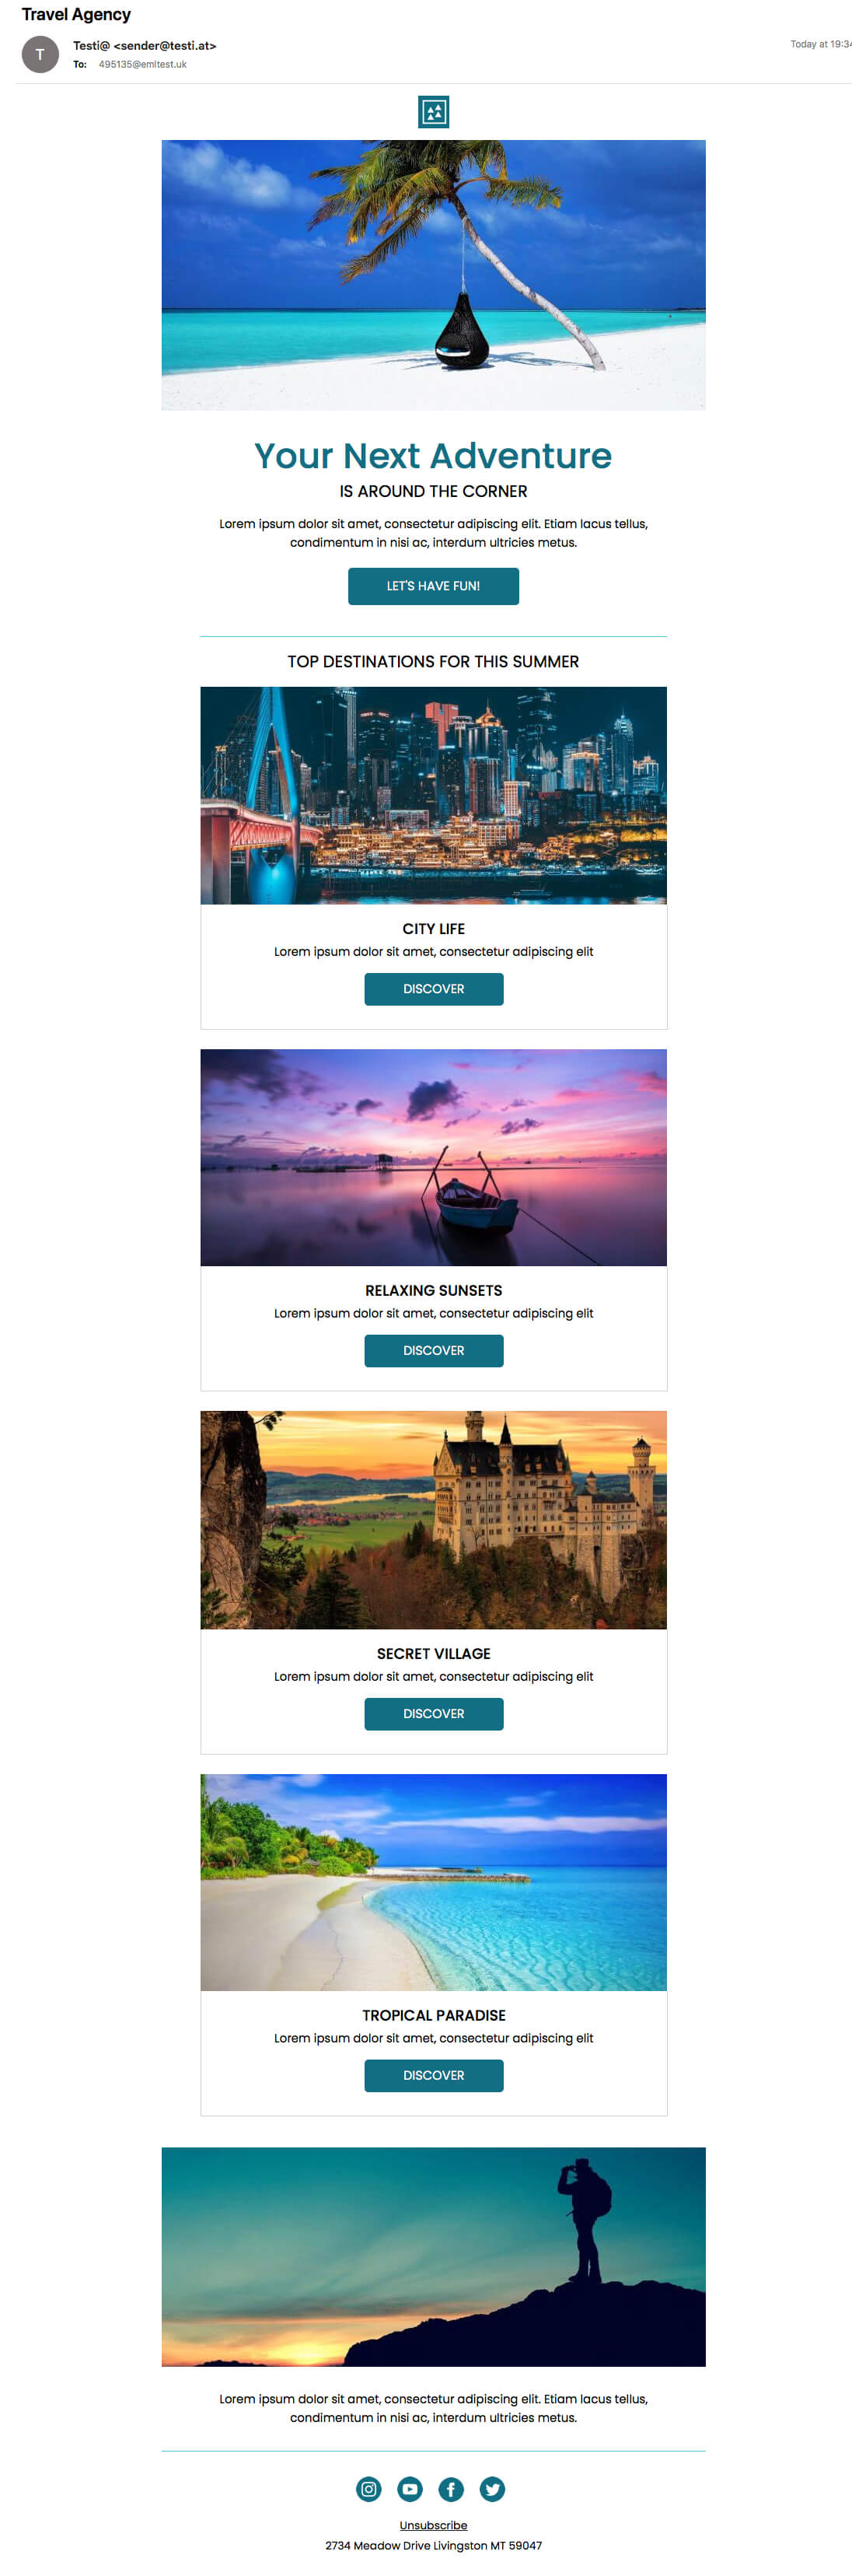 Travel Agency
T
Testi@ <sender@testi.at>
Today at 19:34
To: 495135@emltest.uk
Your Next Adventure
IS AROUND THE CORNER
Lorem ipsum dolor sit amet, consectetur adipiscing elit. Etiam lacus tellus,
condimentum in nisi ac, interdum ultricies metus.
LET'S HAVE FUN!
TOP DESTINATIONS FOR THIS SUMMER
CITY LIFE
Lorem ipsum dolor sit amet, consectetur adipiscing elit
DISCOVER
RELAXING SUNSETS
Lorem ipsum dolor sit amet, consectetur adipiscing elit
DISCOVER
SECRET VILLAGE
Lorem ipsum dolor sit amet, consectetur adipiscing elit
DISCOVER
TROPICAL PARADISE
Lorem ipsum dolor sit amet, consectetur adipiscing elit
DISCOVER
Lorem ipsum dolor sit amet, consectetur adipiscing elit. Etiam lacus tellus,
condimentum in nisi ac, interdum ultricies metus.
Unsubscribe
2734 Meadow Drive Livingston MT 59047